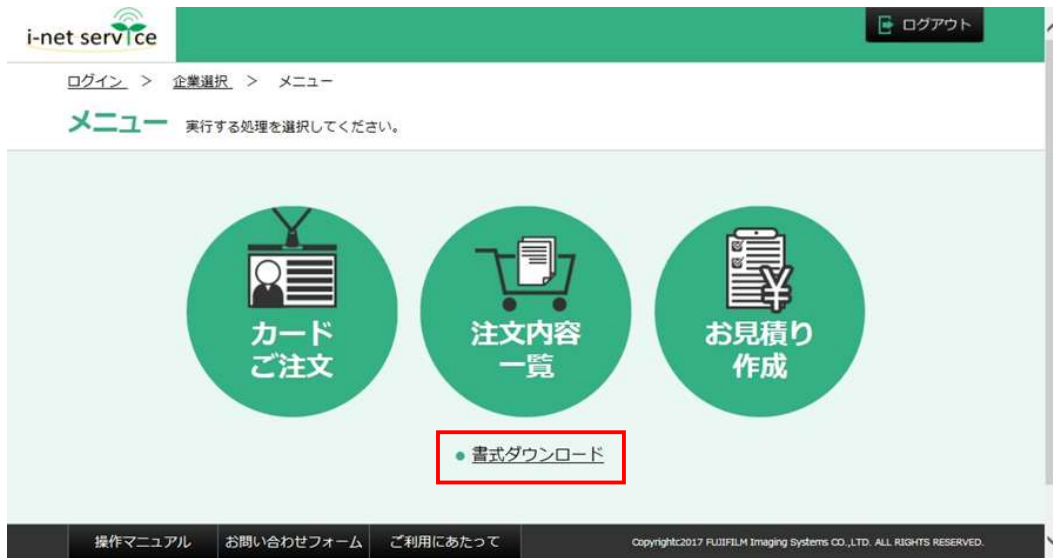 i-net service
ログアウト
ログイン > 企業選択 > メニュー
メニュー 実行する処理を選択してください。
カード
ご注文
注文内容
一覧
お見積り
作成
書式ダウンロード
操作マニュアル お問い合わせフォーム ご利用にあたって Copyrightc2017 FUJIFILM Imaging Systems CO.,LTD. ALL RIGHTS RESERVED.